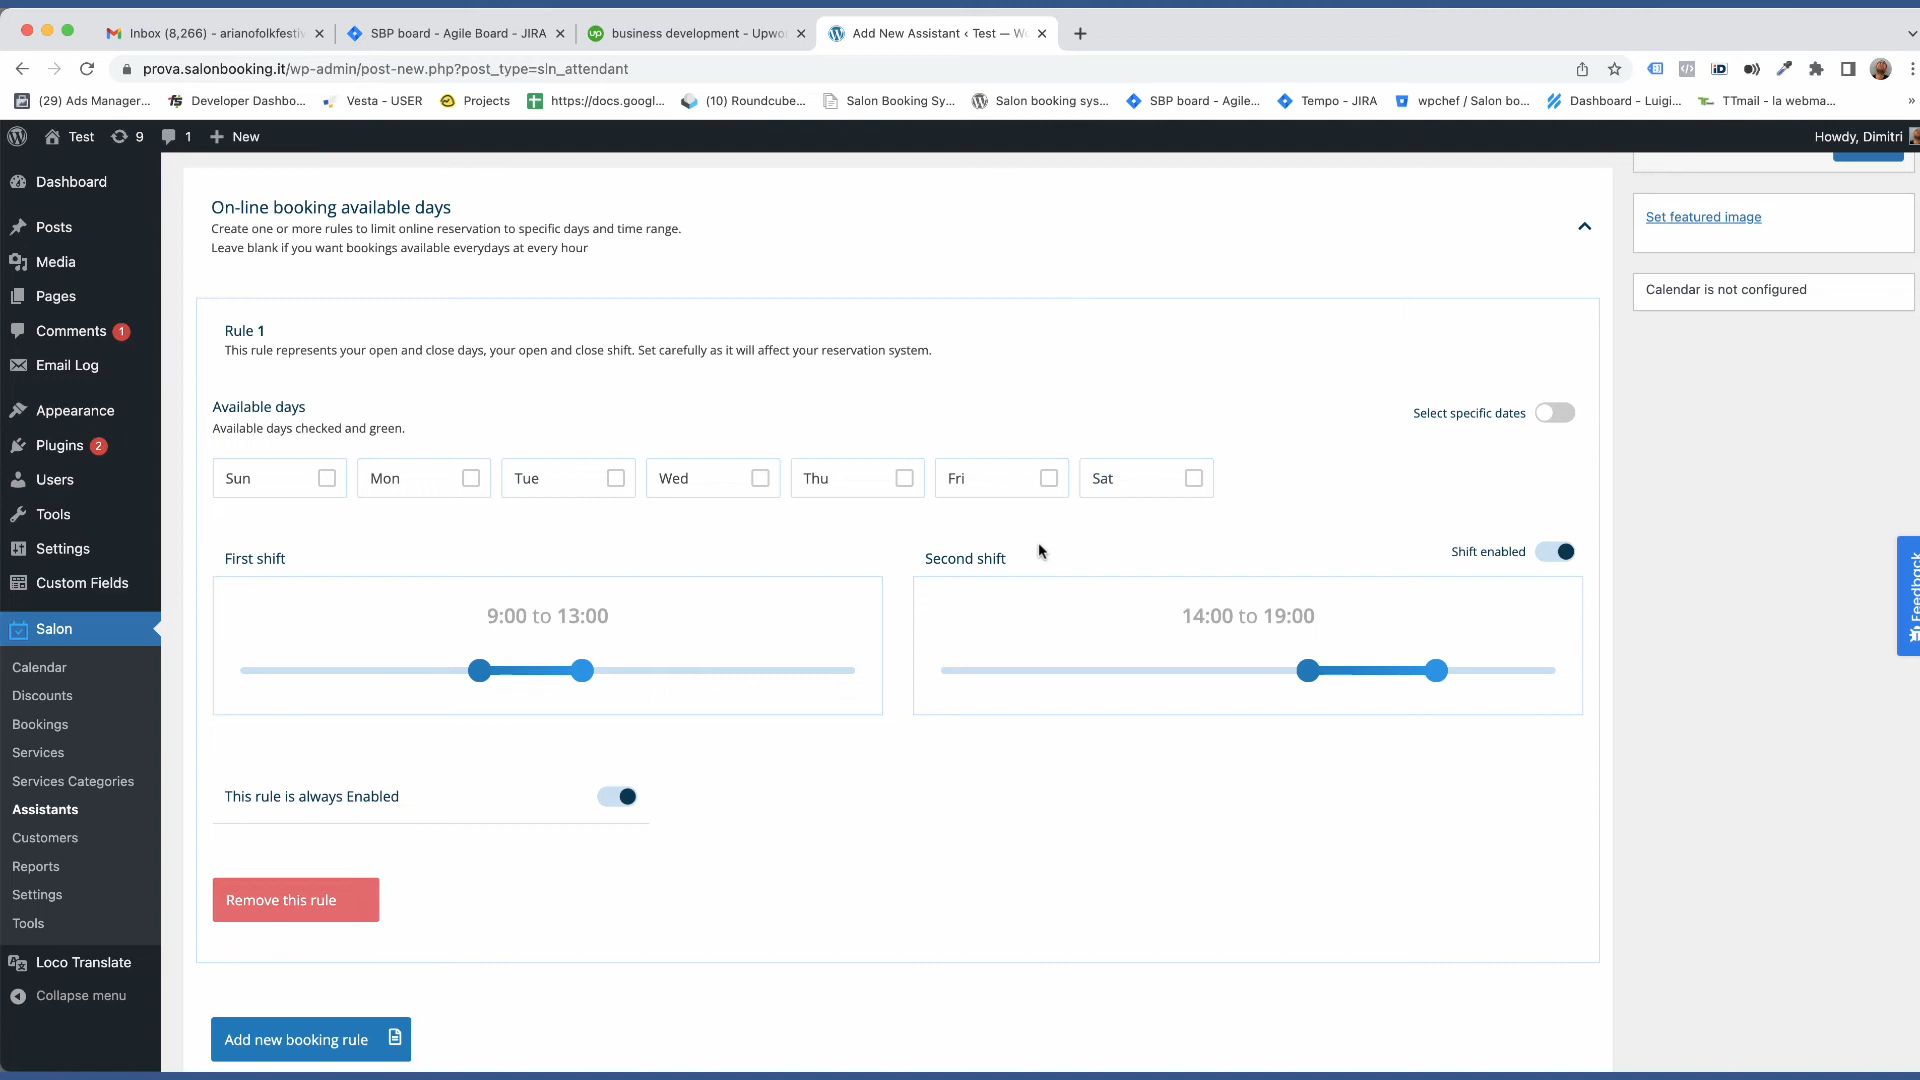 Inbox (8,266) - arianofolkfestiv
SBP board - Agile Board - JIRA
business development - Upwo
Add New Assistant ‹ Test — W
prova.salonbooking.it/wp-admin/post-new.php?post_type=sln_attendant
(29) Ads Manager...
Developer Dashbo...
Vesta - USER
Projects
https://docs.googl...
(10) Roundcube...
Salon Booking Sy...
Salon booking sys...
SBP board - Agile...
Tempo - JIRA
wpchef / Salon bo...
Dashboard - Luigi...
TTmail - la webma...
»
Test
9
1
New
Howdy, Dimitri
Dashboard
Posts
Media
Pages
Comments 1
Email Log
Appearance
Plugins 2
Users
Tools
Settings
Custom Fields
Salon
Calendar
Discounts
Bookings
Services
Services Categories
Assistants
Customers
Reports
Settings
Tools
Loco Translate
Collapse menu
On-line booking available days
Create one or more rules to limit online reservation to specific days and time range.
Leave blank if you want bookings available everydays at every hour
Rule 1
This rule represents your open and close days, your open and close shift. Set carefully as it will affect your reservation system.
Available days
Available days checked and green.
Select specific dates
Sun
Mon
Tue
Wed
Thu
Fri
Sat
First shift
9:00 to 13:00
Second shift
Shift enabled
14:00 to 19:00
This rule is always Enabled
Remove this rule
Add new booking rule
Set featured image
Calendar is not configured
Feedback